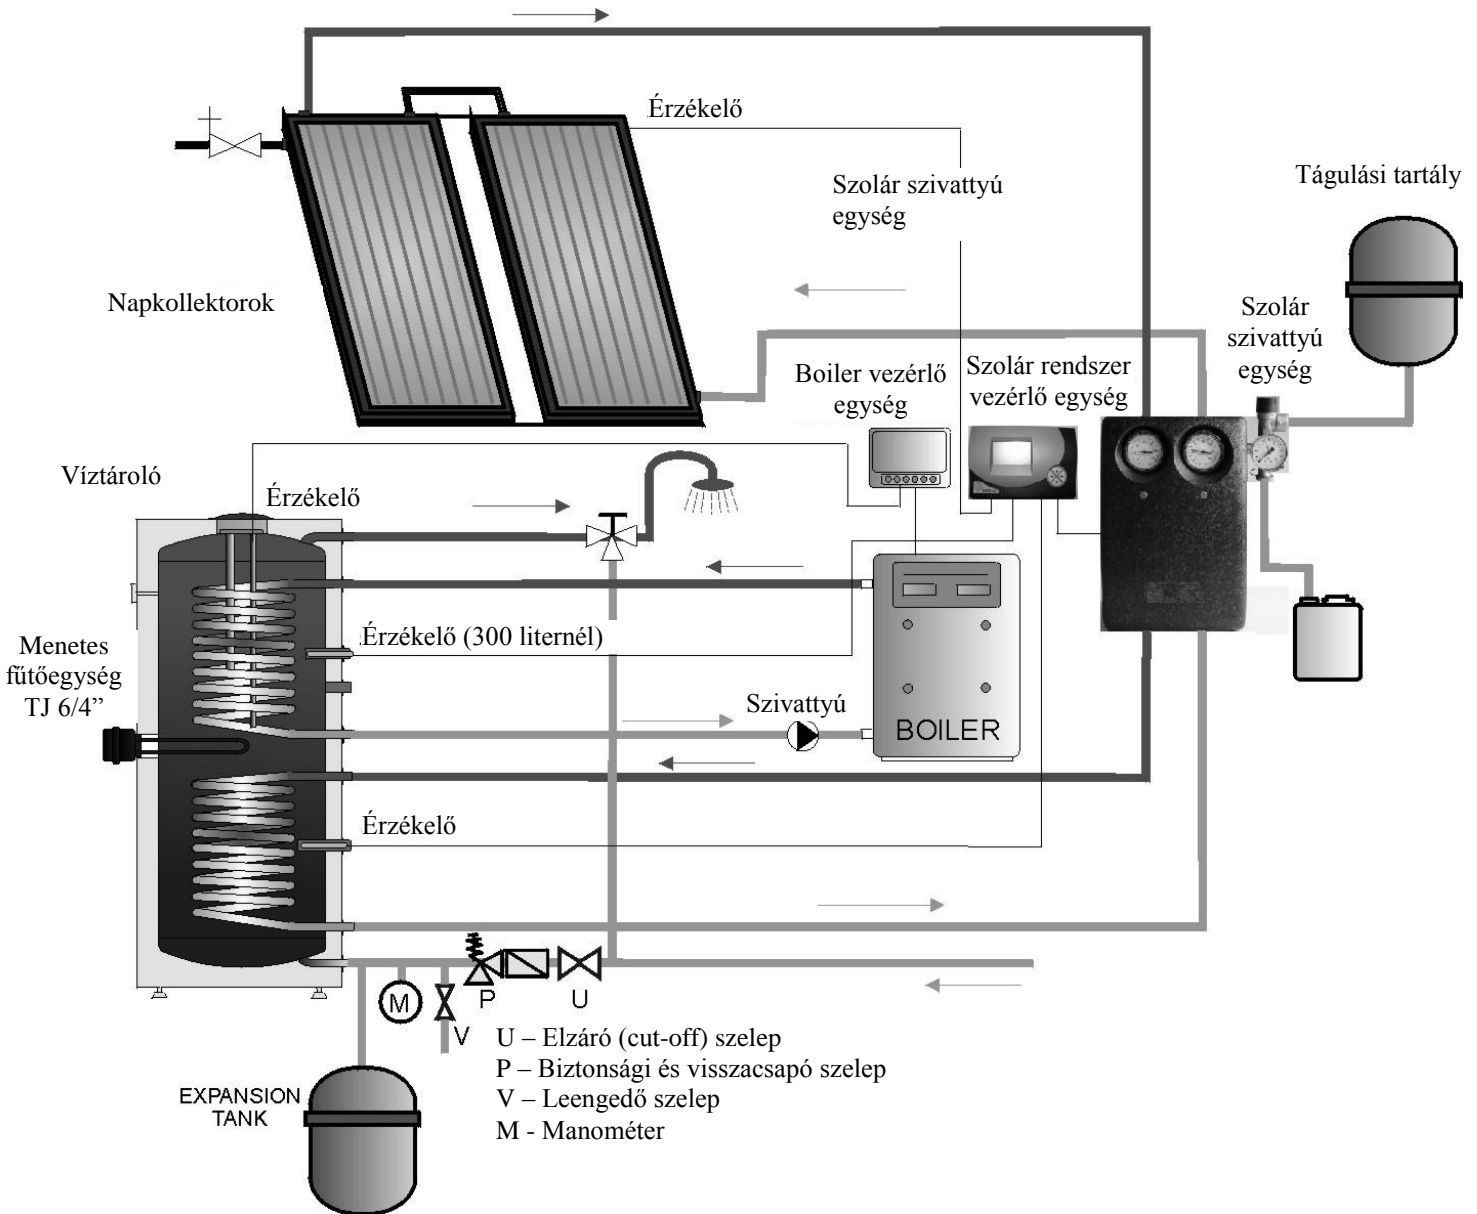 Érzékelő
Szolár szivattyú
egység
Tágulási tartály
Napkollektorok
Szolár
szivattyú
egység
Boiler vezérlő
egység
Szolár rendszer
vezérlő egység
Víztároló
Érzékelő
Érzékelő (300 liternél)
Menetes
fűtőegység
TJ 6/4”
Szivattyú
BOILER
Érzékelő
M
P
U
V
U – Elzáró (cut-off) szelep
P – Biztonsági és visszacsapó szelep
V – Leengedő szelep
M - Manométer
EXPANSION
TANK